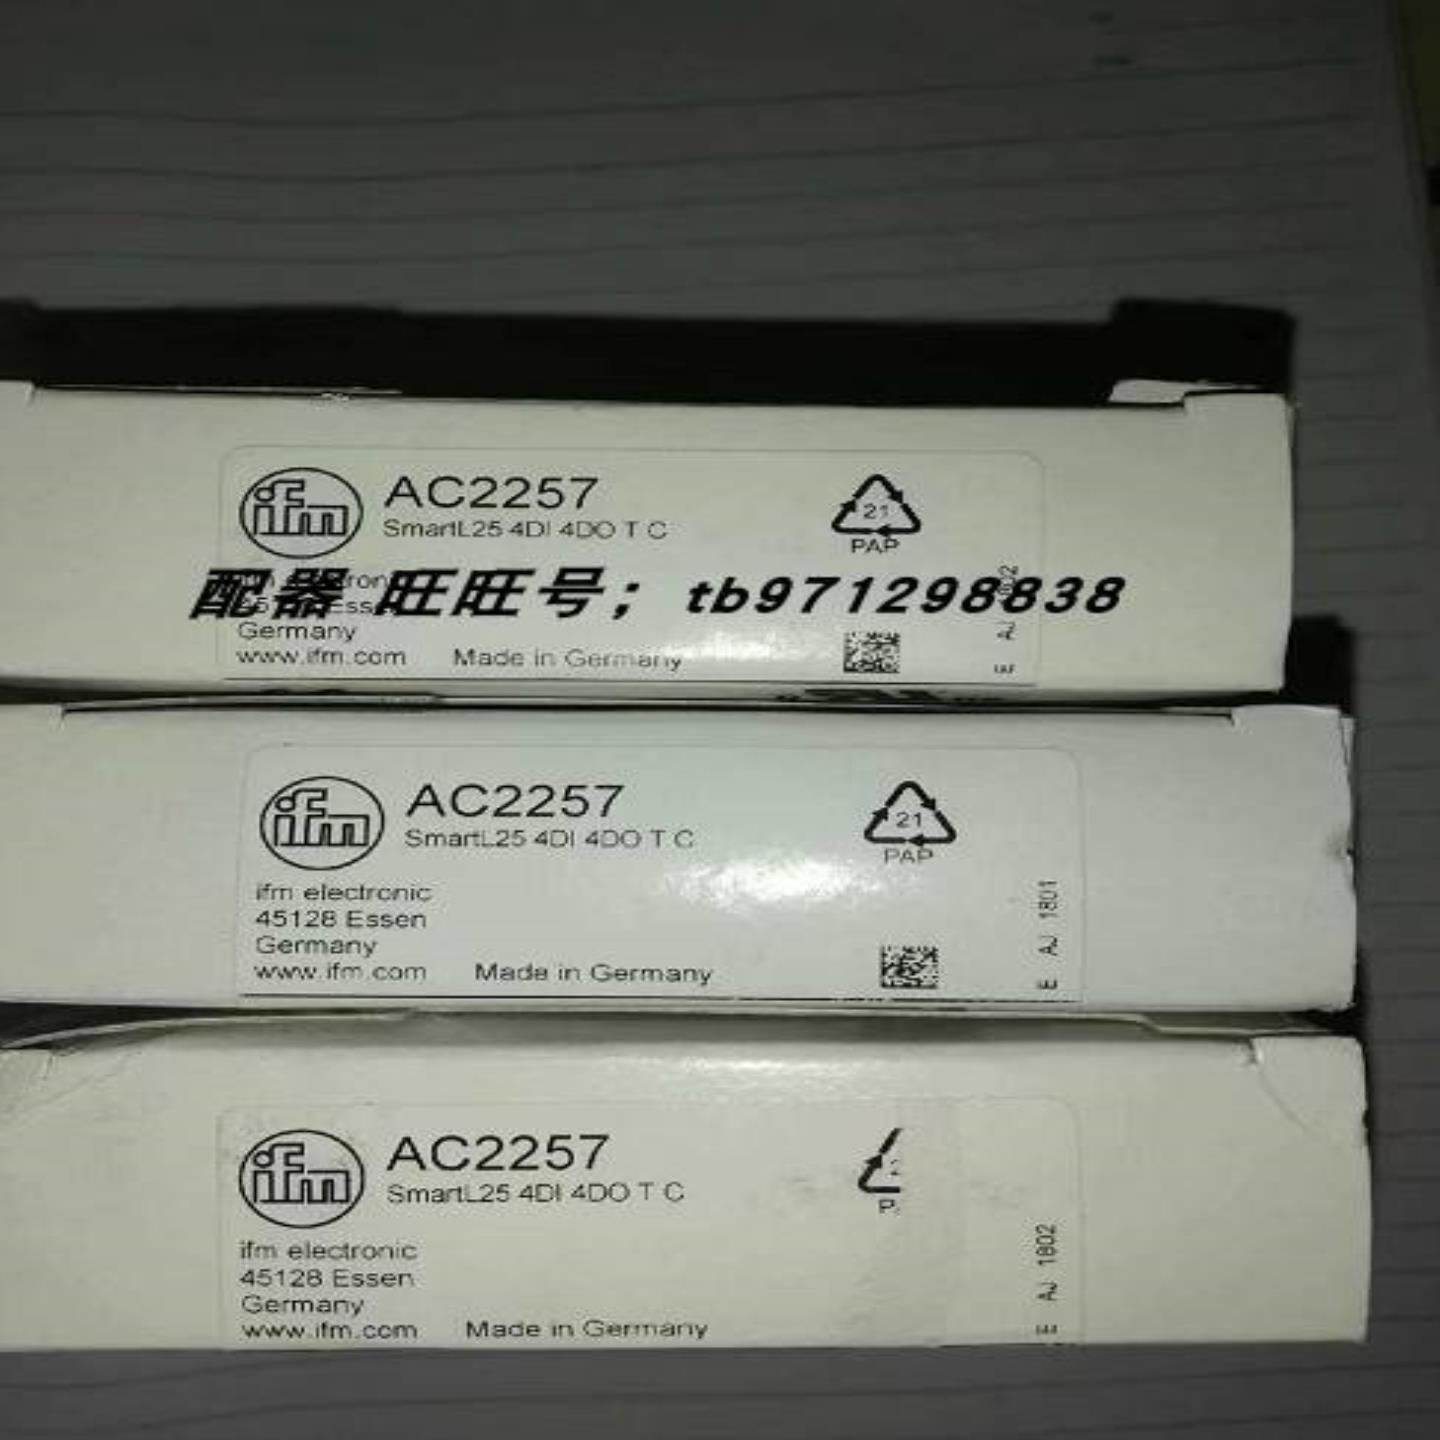 ifm
AC2257
SmartL25 4DI 4DO T C
21
PAP
配器 旺旺号；tb971298838
Germany
www.ifm.com
Made in Germany
E AJ
ifm
AC2257
SmartL25 4DI 4DO T C
21
PAP
ifm electronic
45128 Essen
Germany
www.ifm.com
Made in Germany
E AJ 1801
ifm
AC2257
SmartL25 4DI 4DO T C
ifm electronic
45128 Essen
Germany
www.ifm.com
Made in Germany
E AJ 1802